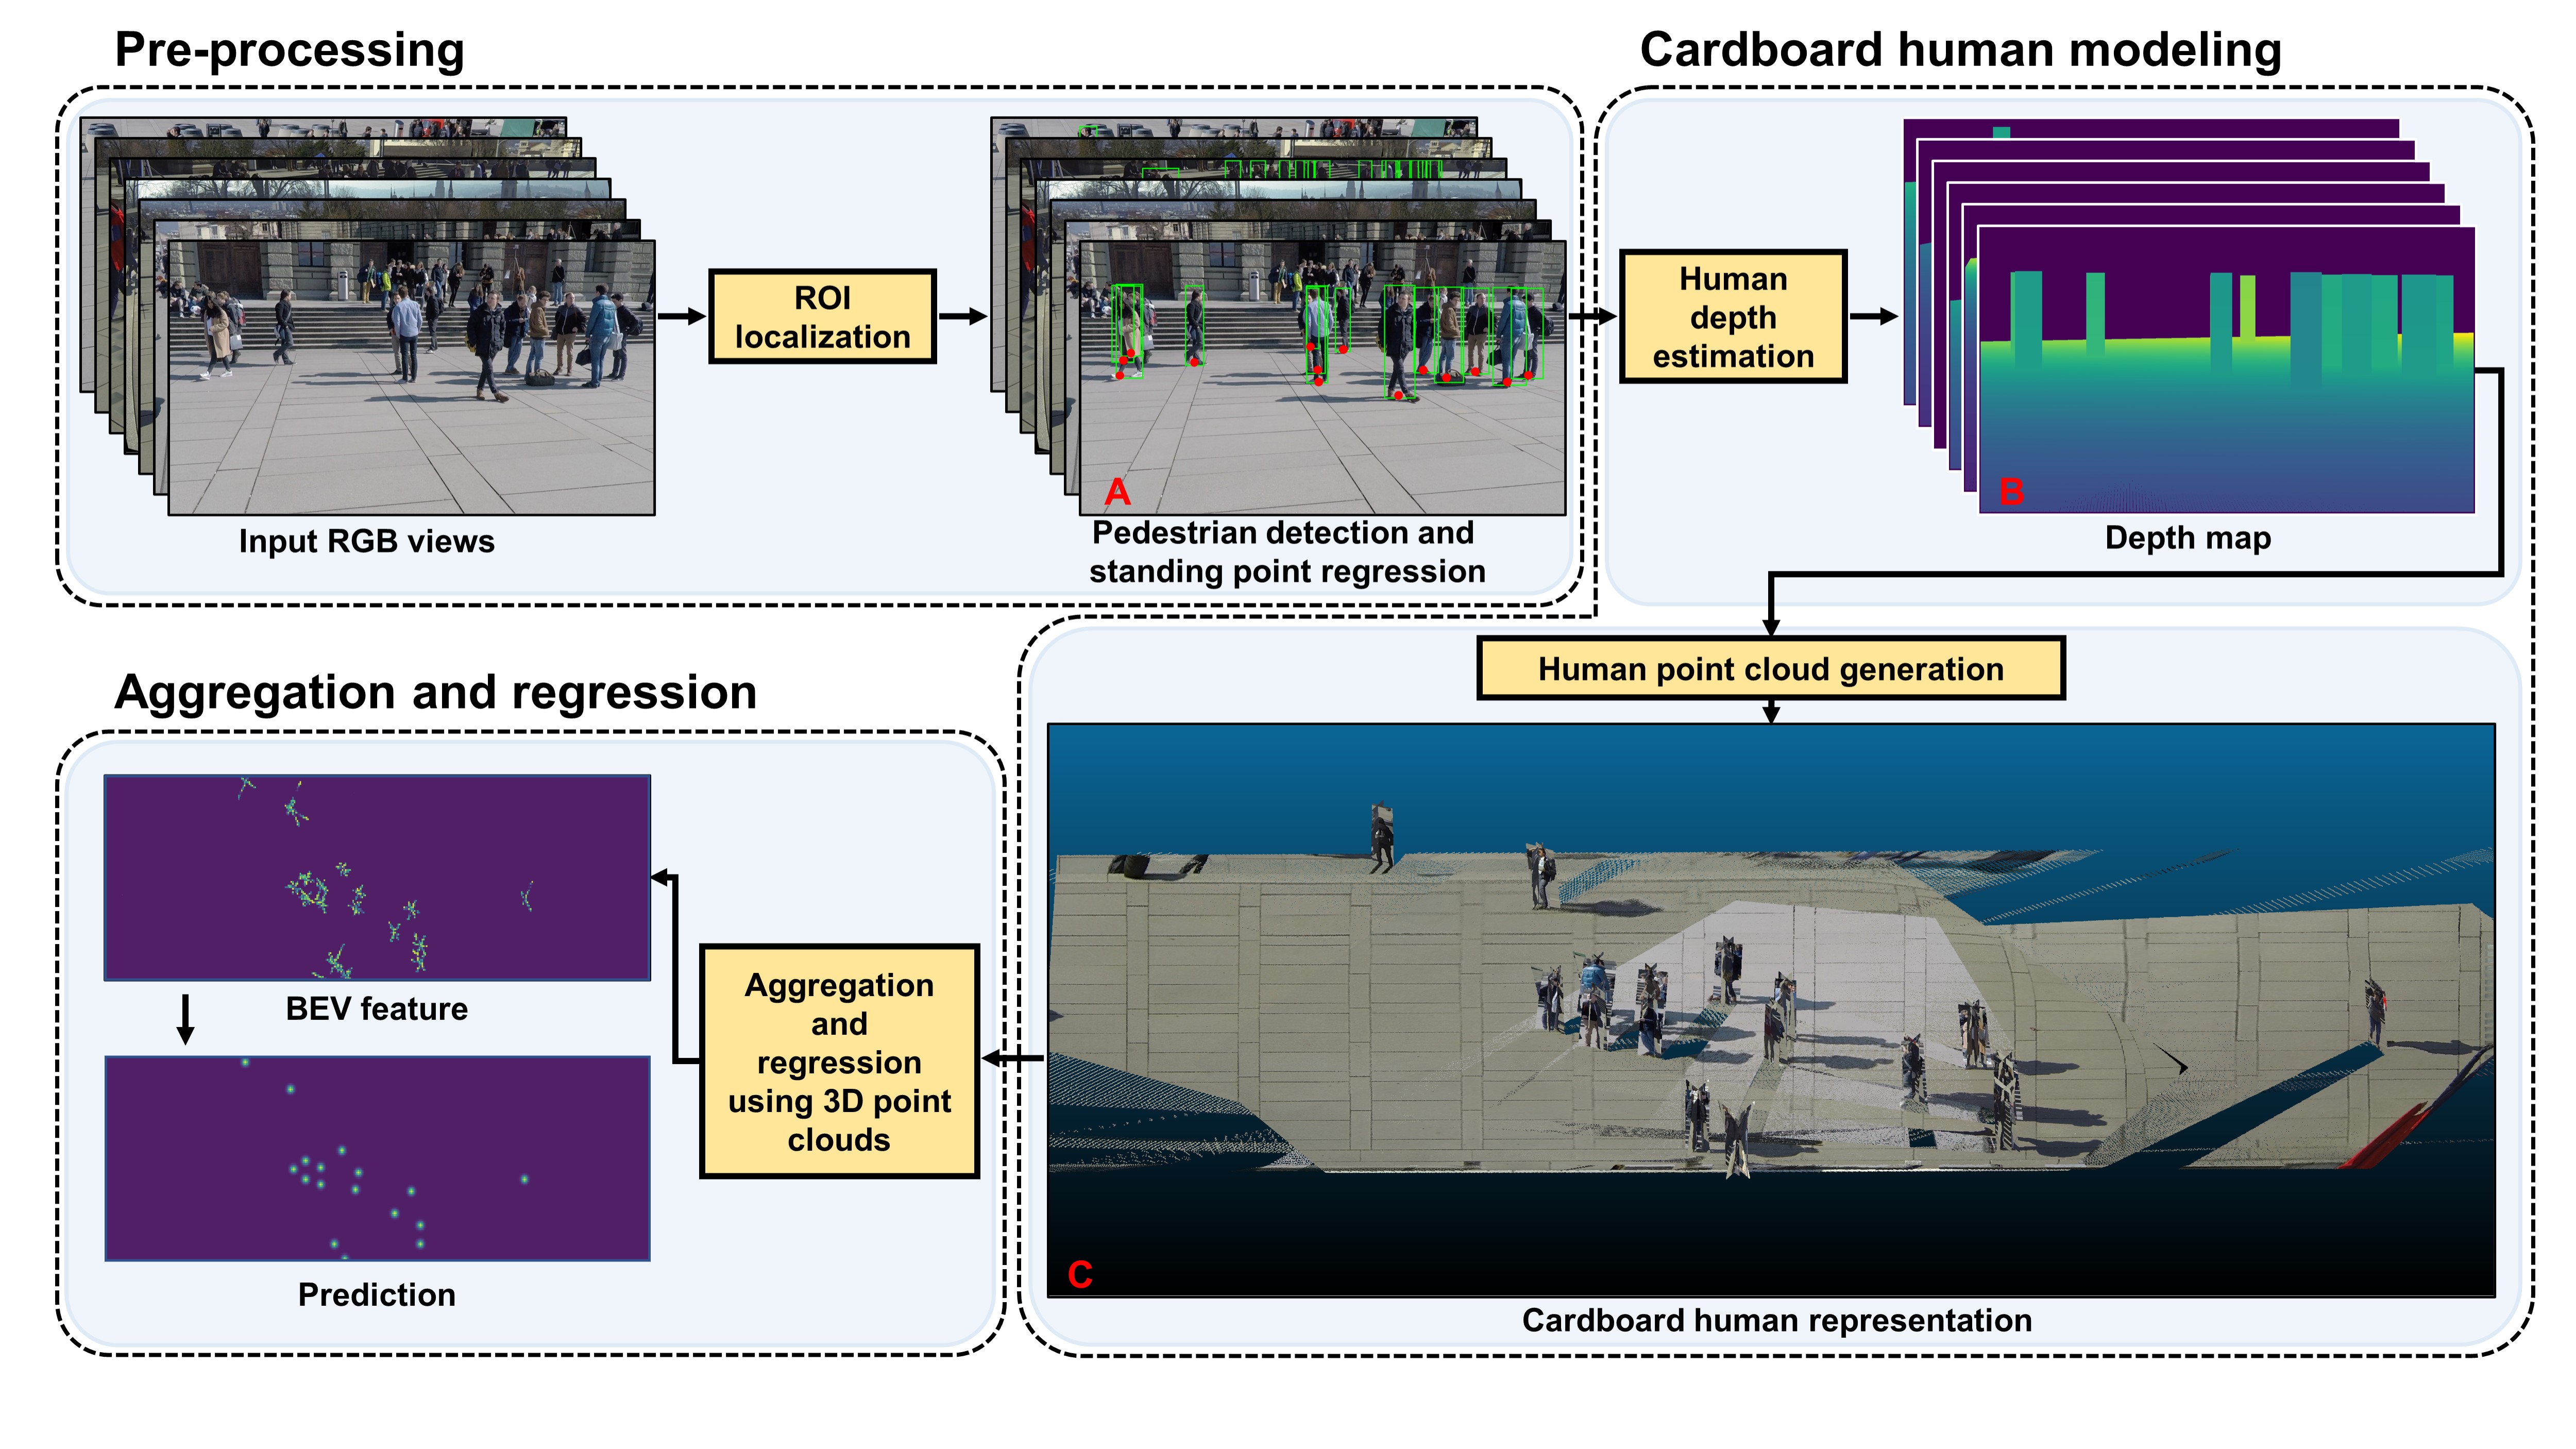 Pre-processing
Cardboard human modeling
ROI
localization
Human
depth
estimation
A
B
Input RGB views
Pedestrian detection and
standing point regression
Depth map
Human point cloud generation
Aggregation and regression
BEV feature
Aggregation
and
regression
using 3D point
clouds
Prediction
C
Cardboard human representation